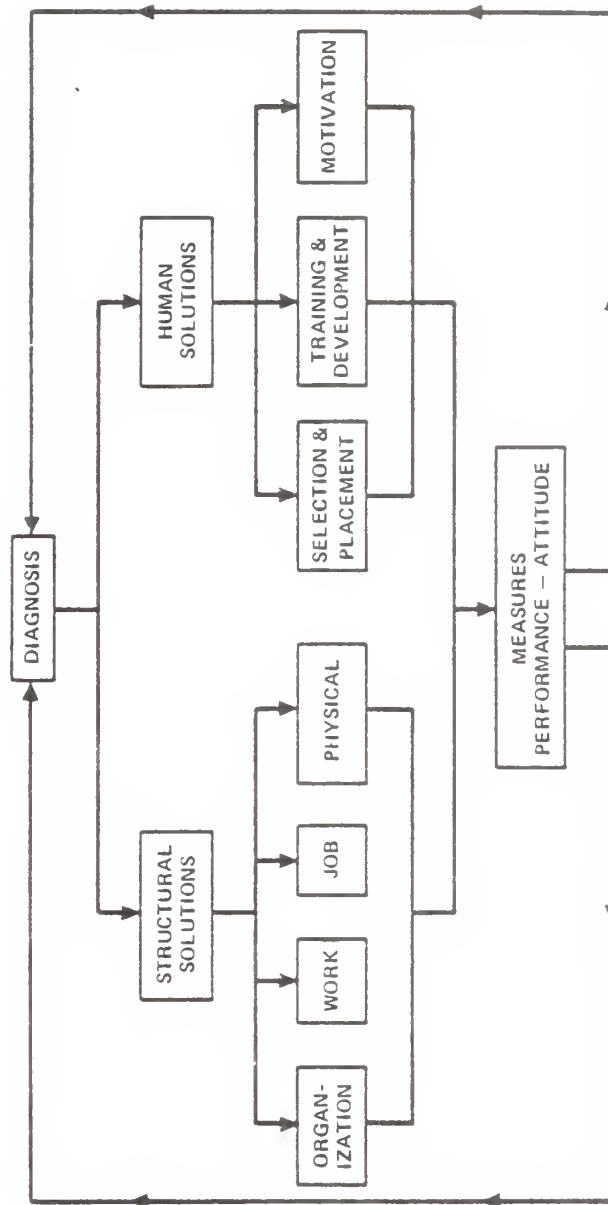 DIAGNOSIS
STRUCTURAL
SOLUTIONS
HUMAN
SOLUTIONS
ORGAN-
IZATION
WORK
JOB
PHYSICAL
SELECTION &
PLACEMENT
TRAINING &
DEVELOPMENT
MOTIVATION
MEASURES
PERFORMANCE – ATTITUDE